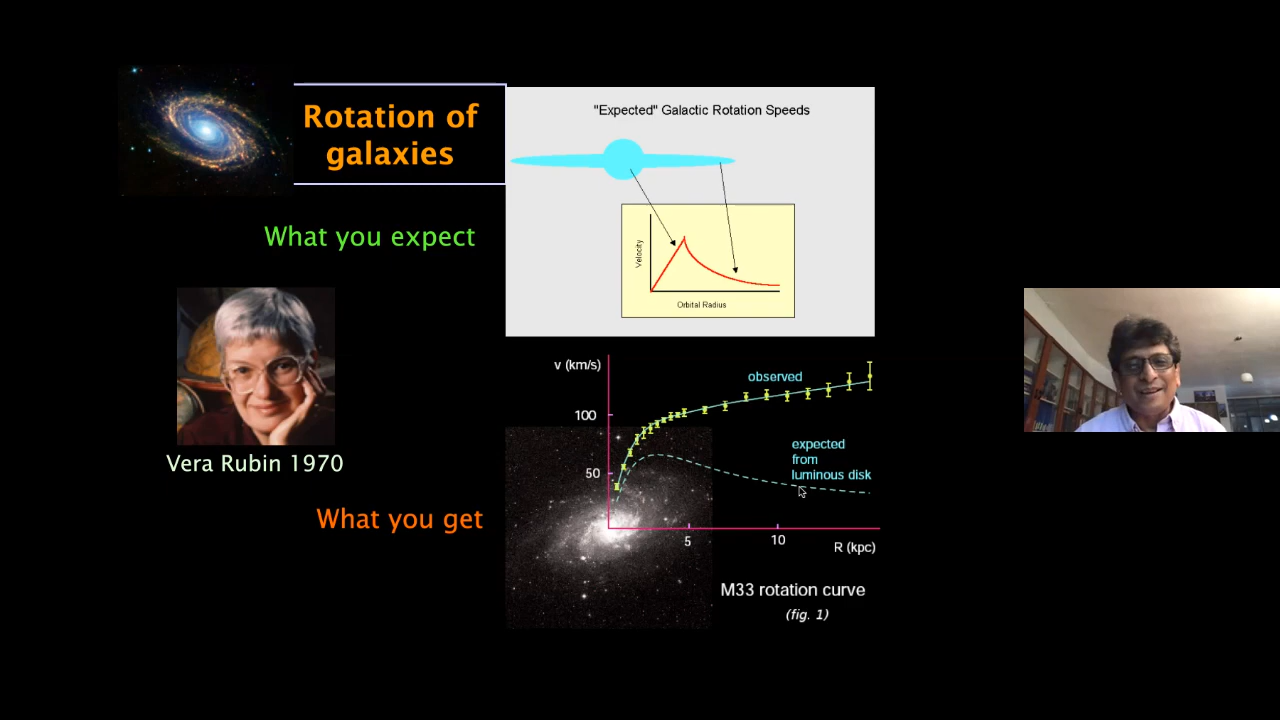 Rotation of
galaxies
"Expected" Galactic Rotation Speeds
What you expect
Velocity
Orbital Radius
v (km/s)
observed
100
expected
from
luminous disk
50
Vera Rubin 1970
What you get
5
10
R (kpc)
M33 rotation curve
(fig. 1)